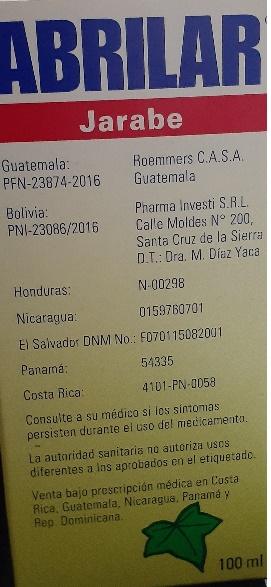 ABRILAR
Jarabe
Guatemala: Roemmers C.A.S.A.
PFN-23874-2016 Guatemala
Bolivia: Pharma Investi S.R.L.
PNI-23086/2016 Calle Moldes N° 200,
Santa Cruz de la Sierra
D.T.: Dra. M. Díaz Yaca
Honduras: N-00298
Nicaragua: 0159760701
El Salvador DNM No.: F070115082001
Panamá: 54335
Costa Rica: 4101-PN-0058
Consulte a su médico si los síntomas
persisten durante el uso del medicamento.
La autoridad sanitaria no autoriza usos
diferentes a los aprobados en el etiquetado.
Venta bajo prescripción médica en Costa
Rica, Guatemala, Nicaragua, Panamá y
Rep. Dominicana.
100 ml